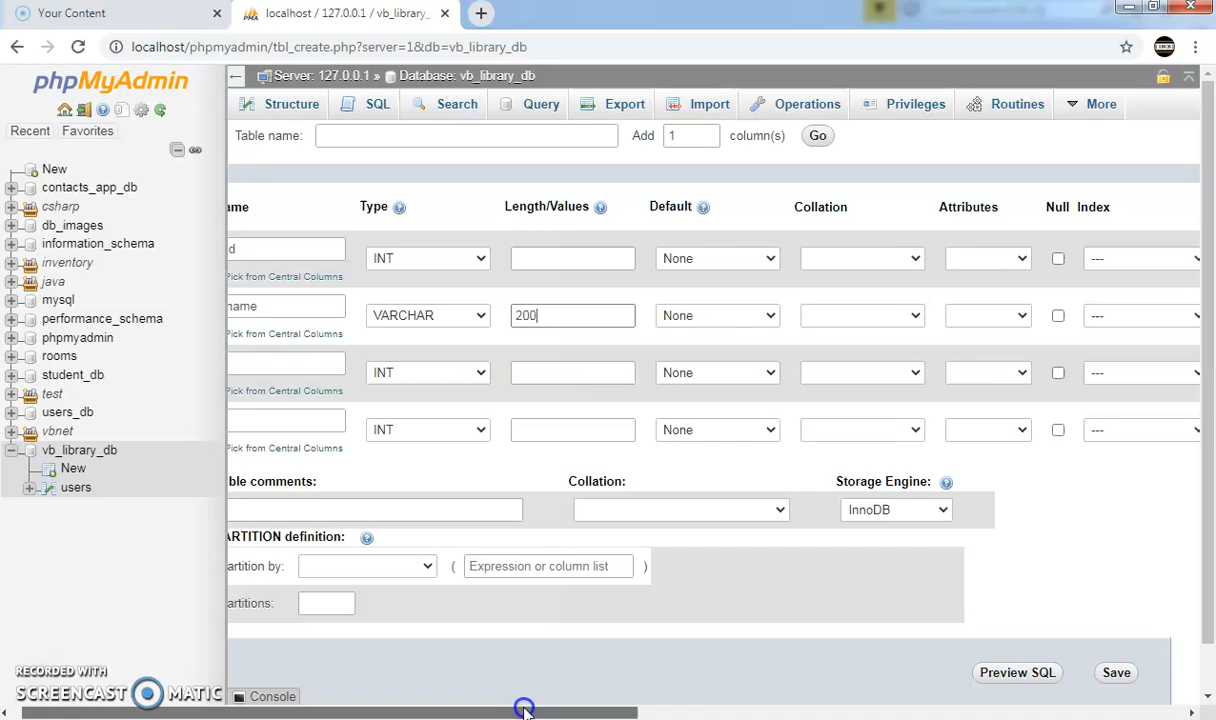 Your Content
localhost / 127.0.0.1 / vb_library_
localhost/phpmyadmin/tbl_create.php?server=1&db=vb_library_db
phpMyAdmin
Server: 127.0.0.1 » Database: vb_library_db
Structure SQL Search Query Export Import Operations Privileges Routines More
Recent Favorites
Table name: Add 1 column(s) Go
New
contacts_app_db
csharp
db_images
information_schema
inventory
java
mysql
performance_schema
phpmyadmin
rooms
student_db
test
users_db
vbnet
vb_library_db
New
users
ame Type Length/Values Default Collation Attributes Null Index
d INT None ---
Pick from Central Columns
name VARCHAR 200 None ---
Pick from Central Columns
INT None ---
Pick from Central Columns
INT None ---
Pick from Central Columns
ble comments: Collation: Storage Engine:
InnoDB
ARTITION definition:
artition by: ( Expression or column list )
artitions:
Preview SQL Save
Console
RECORDED WITH
SCREENCAST MATIC